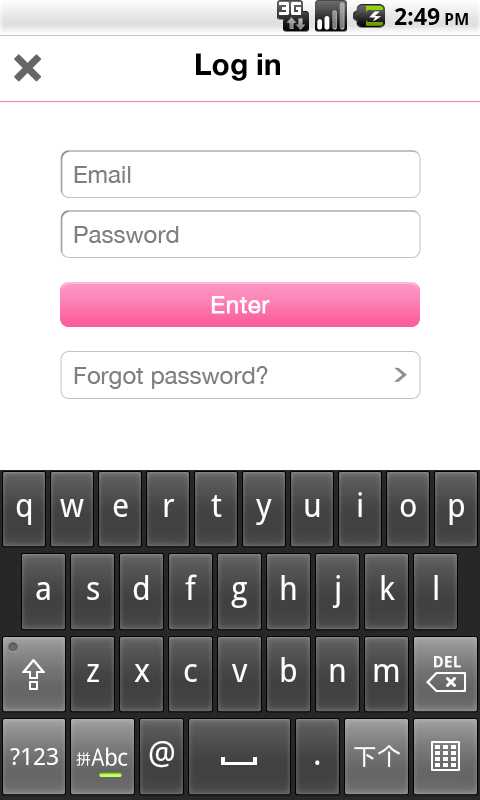 3G 2:49 PM
Log in
Email
Password
Enter
Forgot password?
q w e r t y u i o p
a s d f g h j k l
z x c v b n m DEL
?123 拼Abc @ . 下个